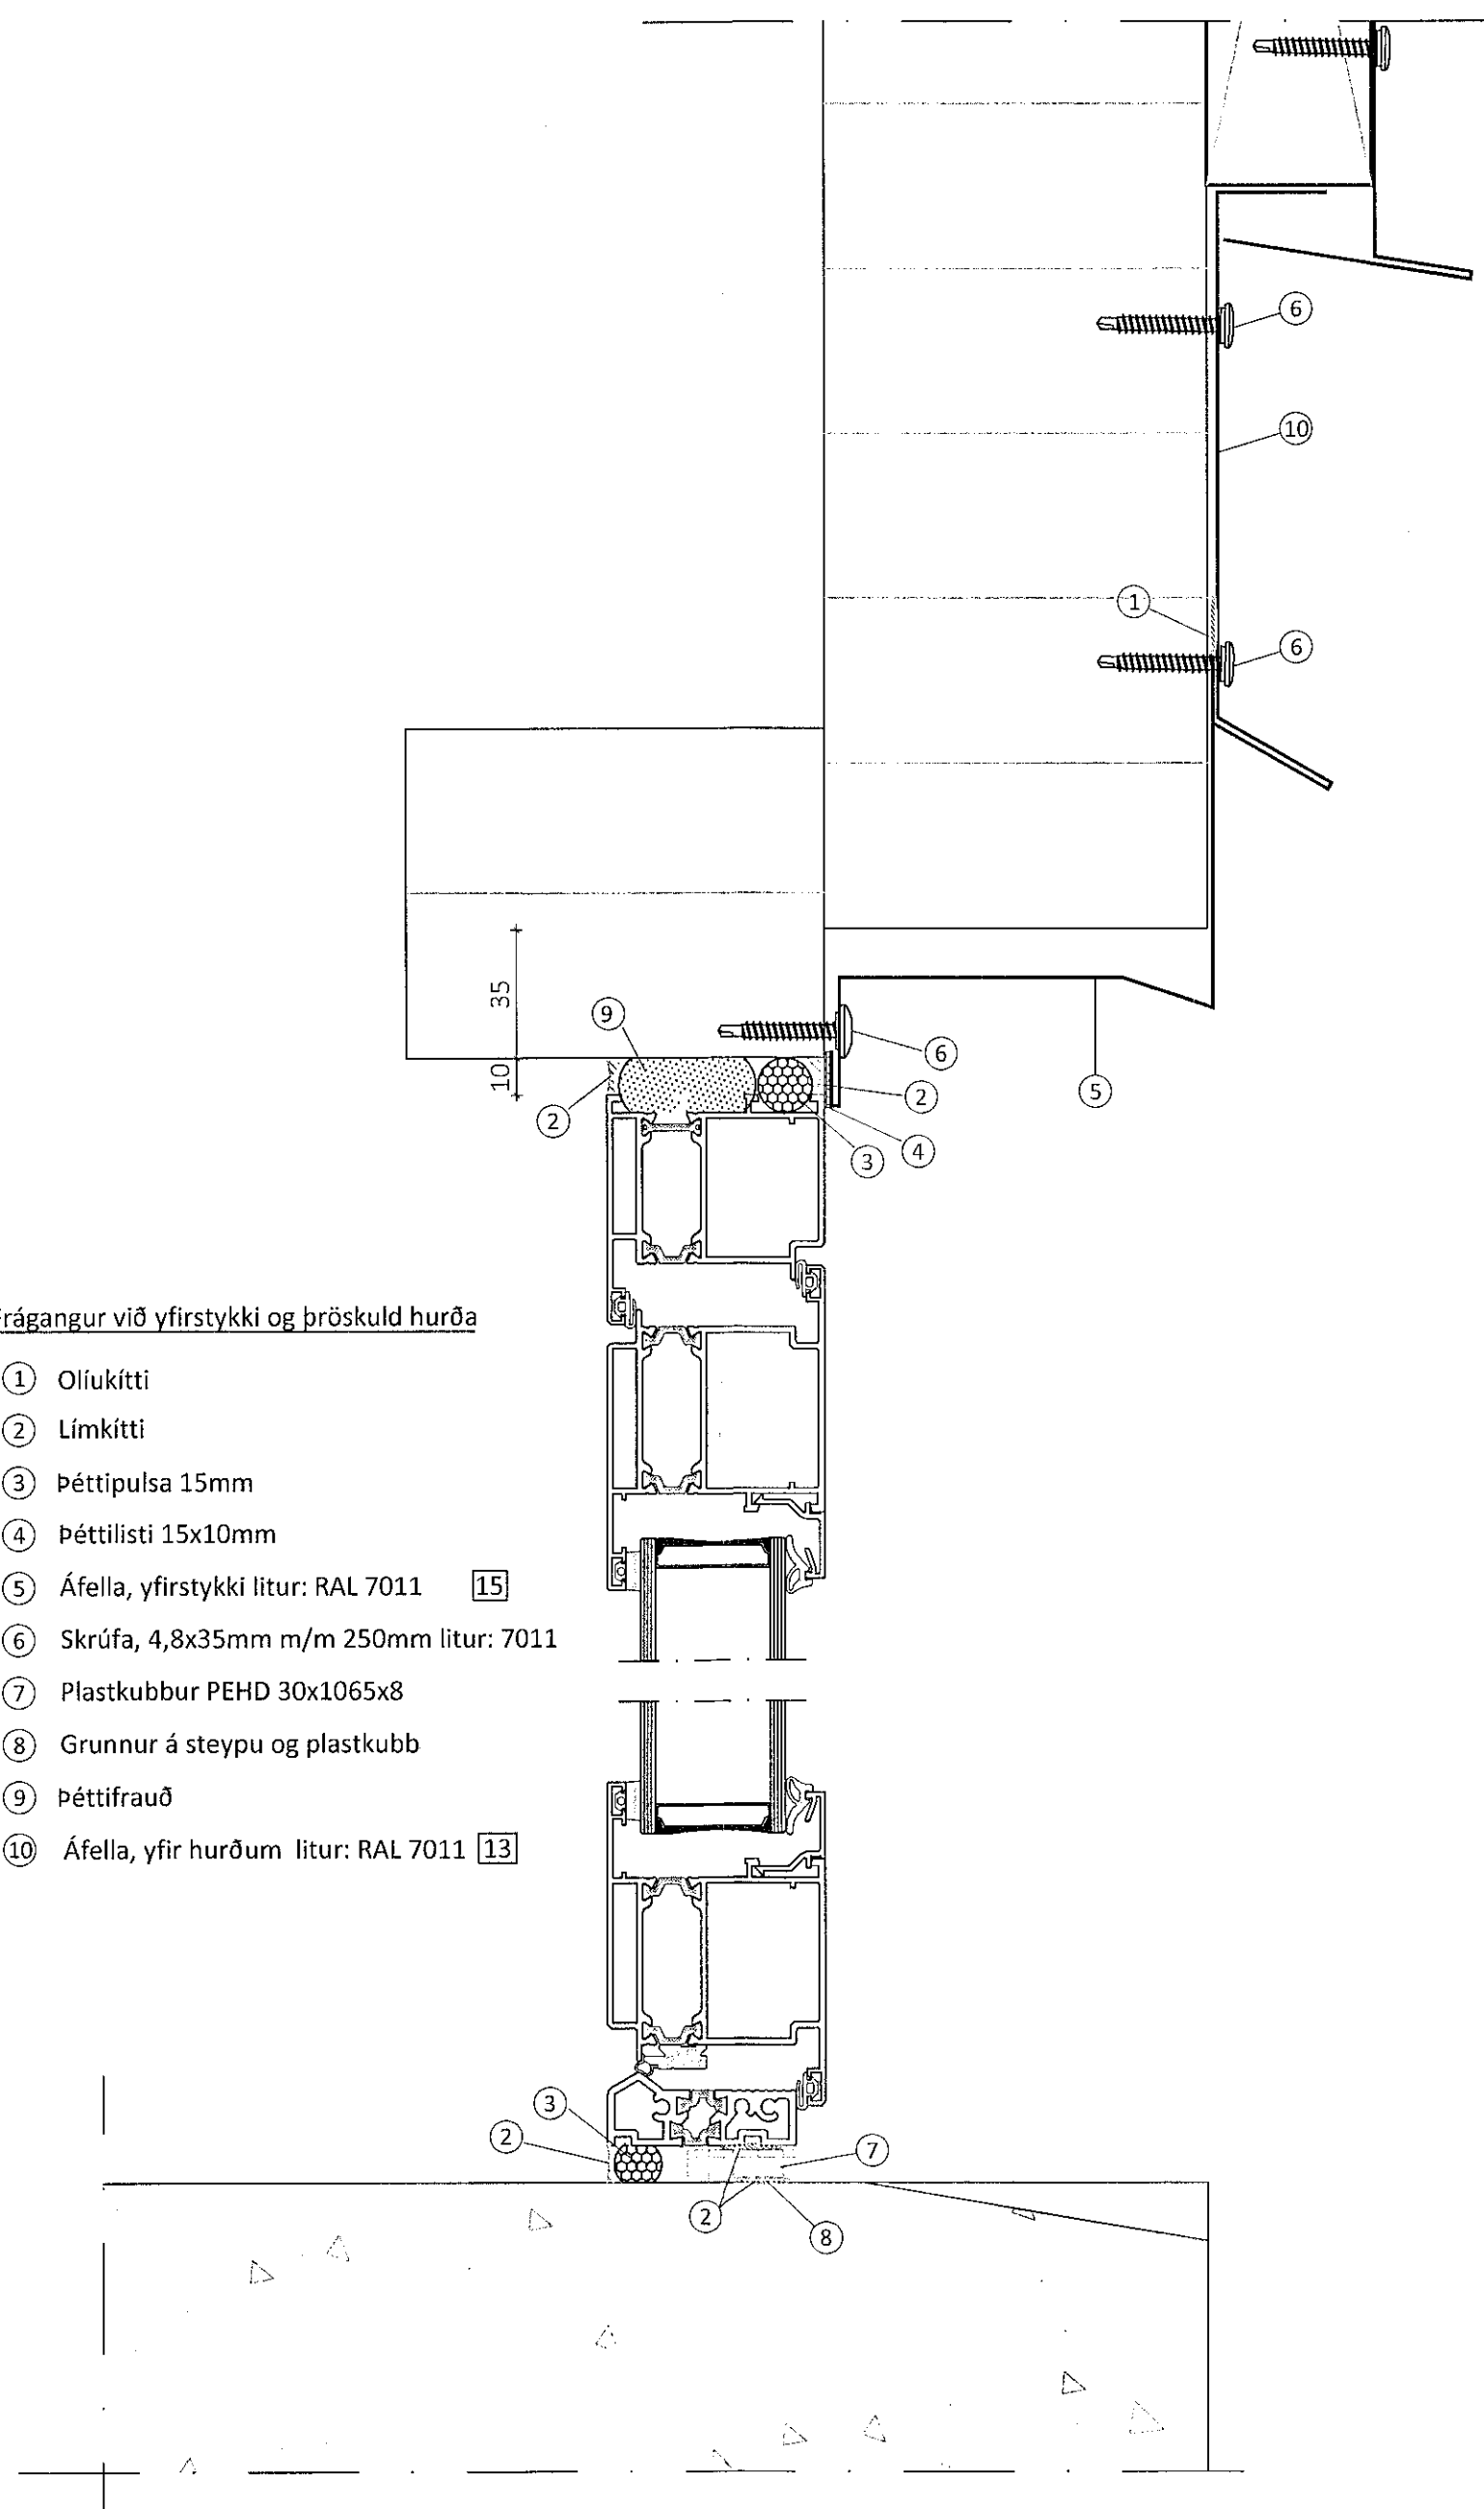 6
10
1
6
35
9
10
6
2
5
2
4
3
Frágangur við yfirstykki og þröskuld hurða
1 Olíukítti
2 Límkítti
3 Þéttipulsa 15mm
4 Þéttilisti 15x10mm
5 Áfella, yfirstykki litur: RAL 7011 15
6 Skrúfa, 4,8x35mm m/m 250mm litur: 7011
7 Plastkubbur PEHD 30x1065x8
8 Grunnur á steypu og plastkubb
9 Þéttifrauð
10 Áfella, yfir hurðum litur: RAL 7011 13
3
2
7
2
8